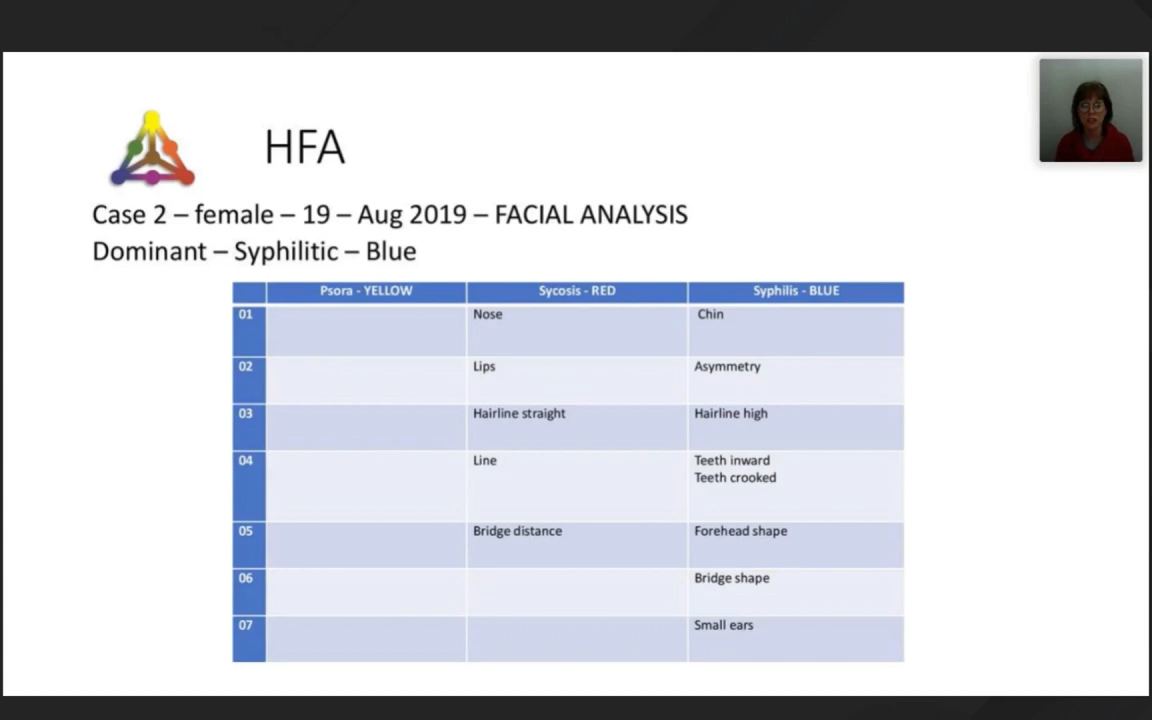 HFA
Case 2 – female – 19 – Aug 2019 – FACIAL ANALYSIS
Dominant – Syphilitic – Blue
Psora - YELLOW Sycosis - RED Syphilis - BLUE
01 Nose Chin
02 Lips Asymmetry
03 Hairline straight Hairline high
04 Line Teeth inward
Teeth crooked
05 Bridge distance Forehead shape
06 Bridge shape
07 Small ears